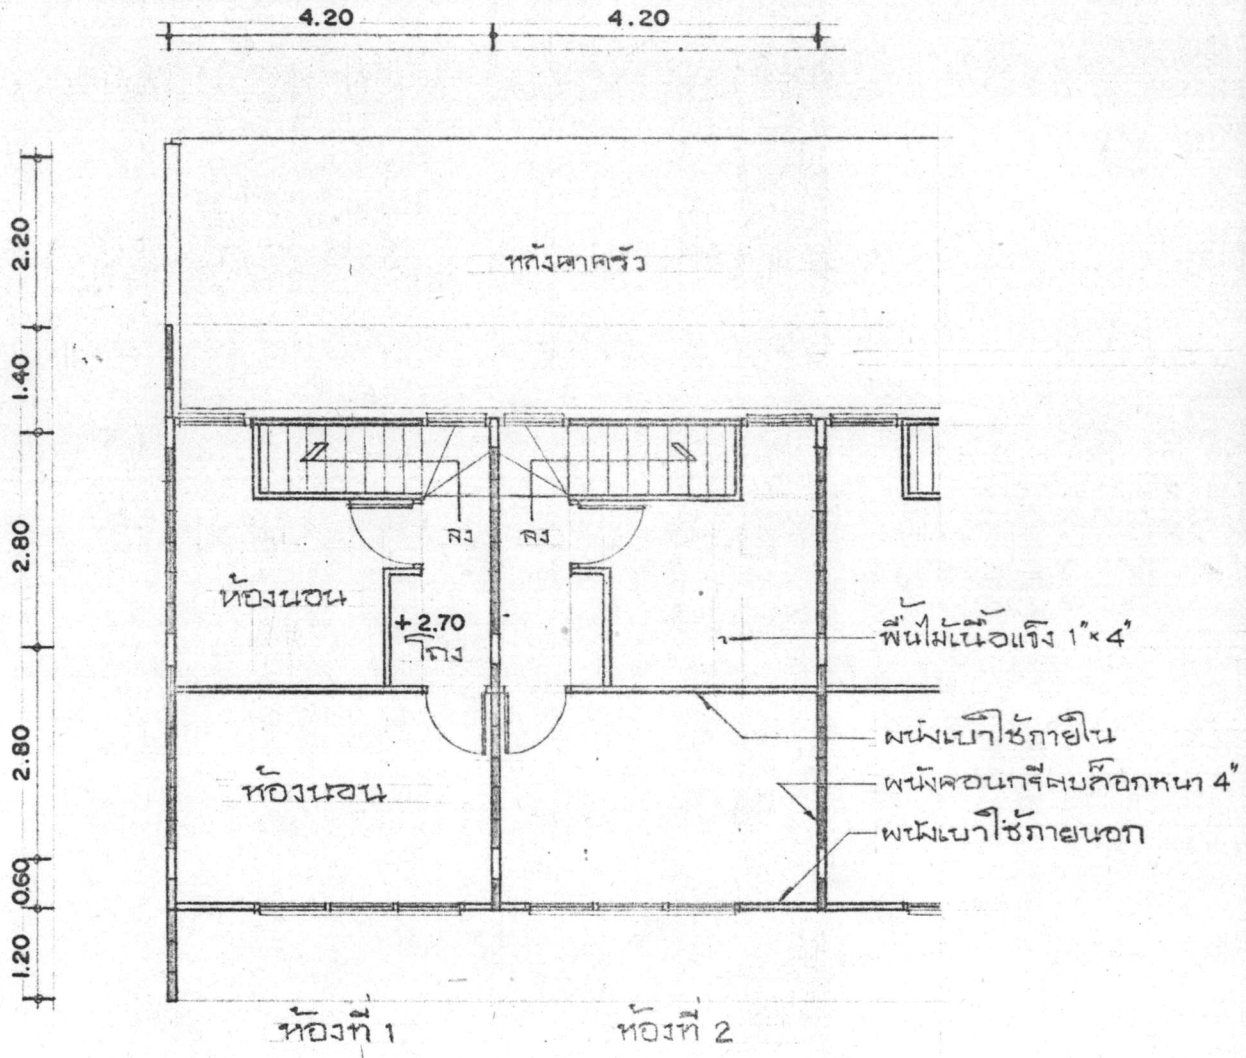 4.20 4.20
2.20
1.40
2.80
2.80
0.60
1.20
หลังคาครัว
ลง ลง
ห้องนอน
+2.70
โถง
พื้นไม้เนื้อแข็ง 1"×4"
ผนังเบาใช้ภายใน
ห้องนอน
ผนังคอนกรีตบล็อกหนา 4"
ผนังเบาใช้ภายนอก
ห้องที่ 1 ห้องที่ 2